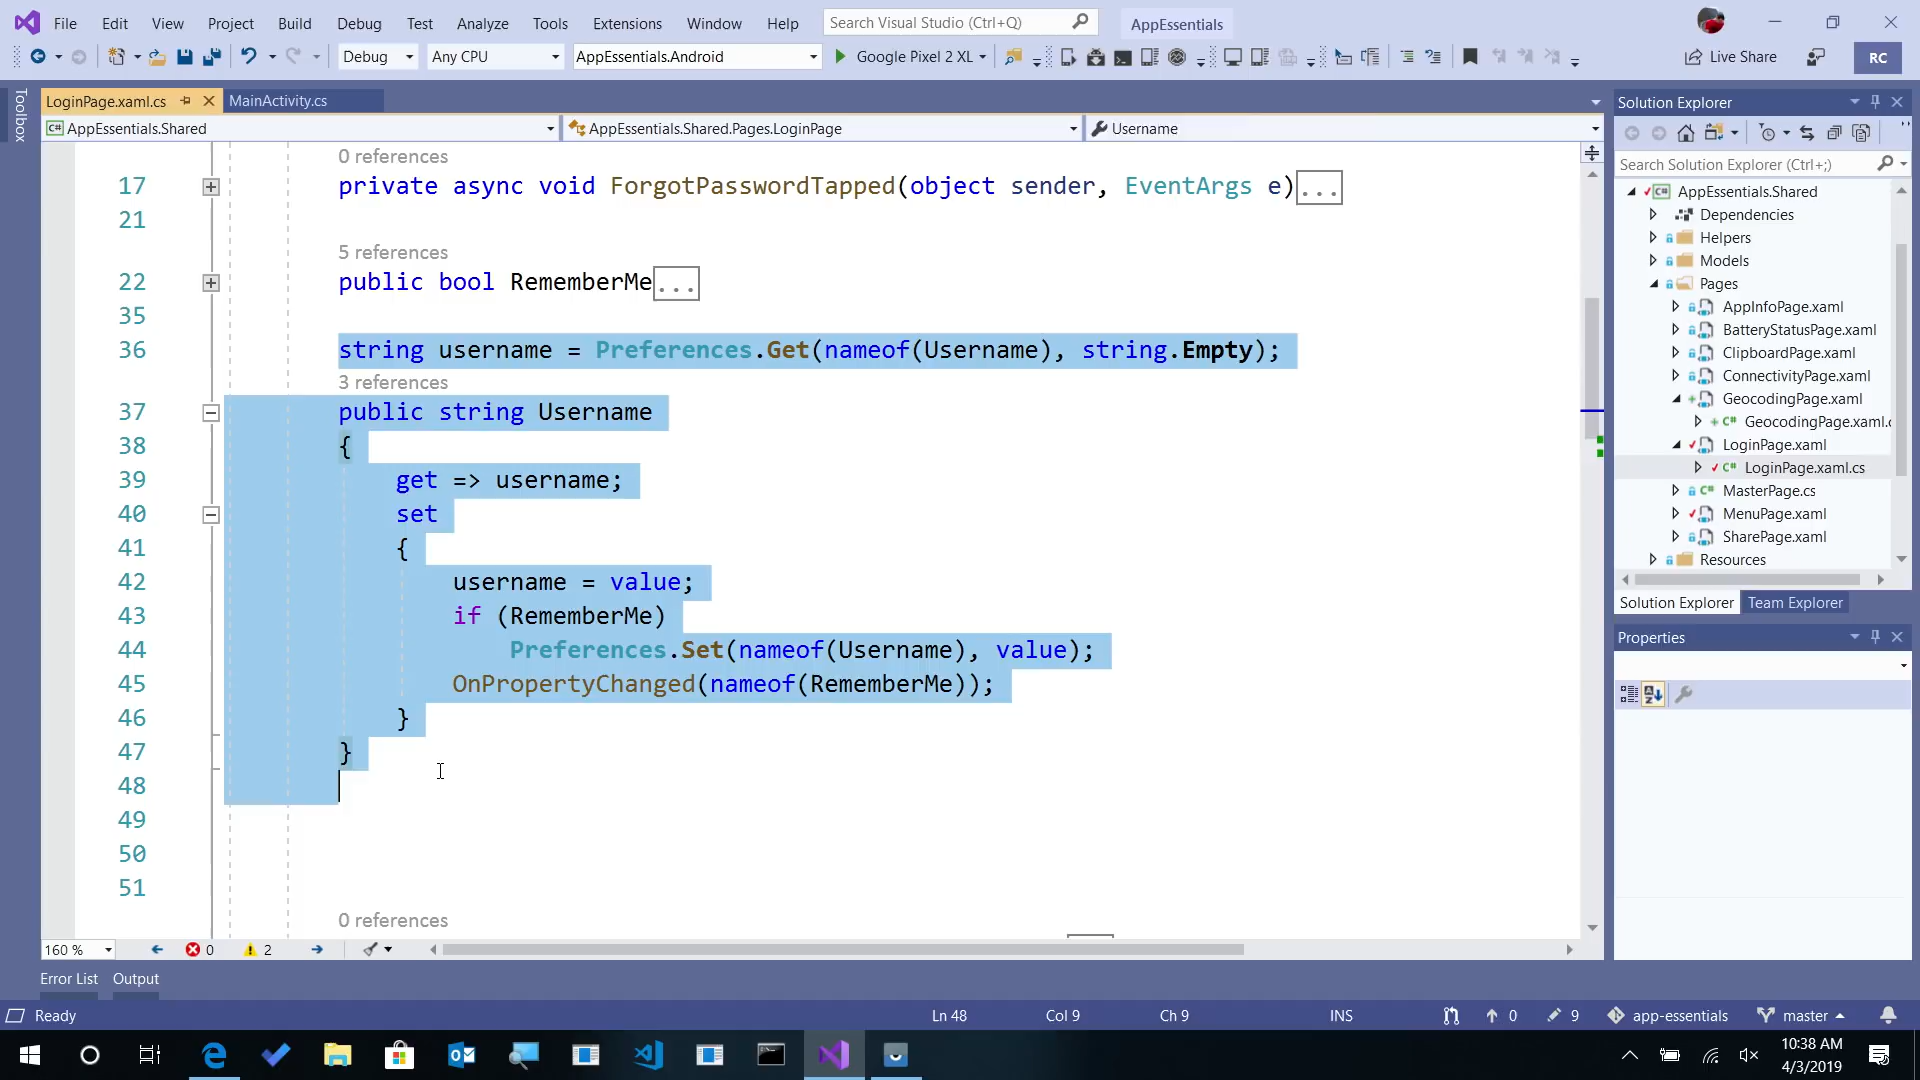 File Edit View Project Build Debug Test Analyze Tools Extensions Window Help Search Visual Studio (Ctrl+Q) AppEssentials
Debug Any CPU AppEssentials.Android Google Pixel 2 XL Live Share RC
Toolbox
LoginPage.xaml.cs MainActivity.cs
AppEssentials.Shared AppEssentials.Shared.Pages.LoginPage Username
0 references
17 private async void ForgotPasswordTapped(object sender, EventArgs e)...
21
5 references
22 public bool RememberMe...
35
36 string username = Preferences.Get(nameof(Username), string.Empty);
3 references
37 public string Username
38 {
39 get => username;
40 set
41 {
42 username = value;
43 if (RememberMe)
44 Preferences.Set(nameof(Username), value);
45 OnPropertyChanged(nameof(RememberMe));
46 }
47 }
48
49
50
51
0 references
160 % 0 2
Error List Output
Solution Explorer
Search Solution Explorer (Ctrl+;)
AppEssentials.Shared
Dependencies
Helpers
Models
Pages
AppInfoPage.xaml
BatteryStatusPage.xaml
ClipboardPage.xaml
ConnectivityPage.xaml
GeocodingPage.xaml
GeocodingPage.xaml.c
LoginPage.xaml
LoginPage.xaml.cs
MasterPage.cs
MenuPage.xaml
SharePage.xaml
Resources
Solution Explorer Team Explorer
Properties
Ready Ln 48 Col 9 Ch 9 INS 0 9 app-essentials master
10:38 AM
4/3/2019